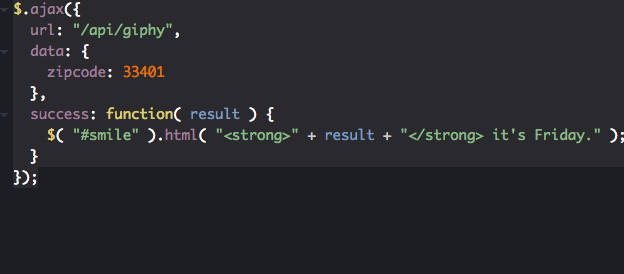 $.ajax({
  url: "/api/giphy",
  data: {
    zipcode: 33401
  },
  success: function( result ) {
    $( "#smile" ).html( "<strong>" + result + "</strong> it's Friday." );
  }
});